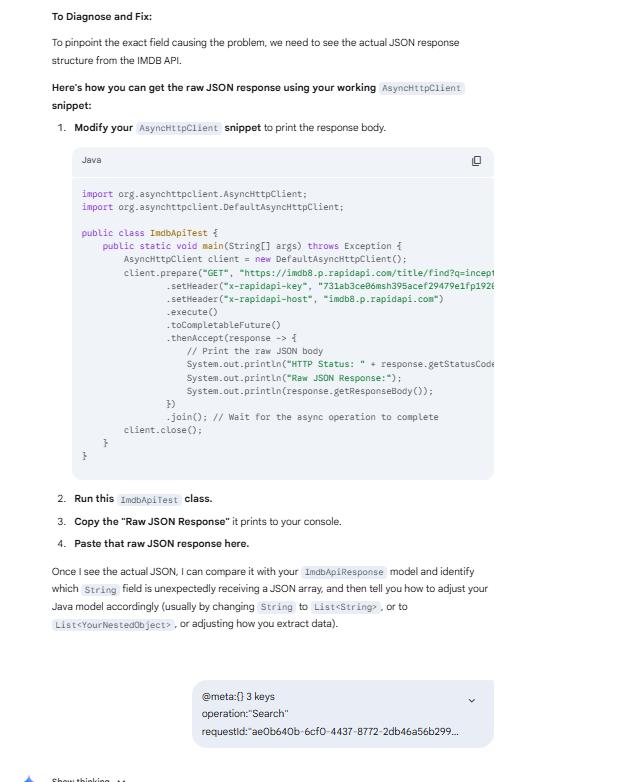 To Diagnose and Fix:
To pinpoint the exact field causing the problem, we need to see the actual JSON response
structure from the IMDB API.
Here's how you can get the raw JSON response using your working AsyncHttpClient
snippet:
1. Modify your AsyncHttpClient snippet to print the response body.
Java
import org.asynchttpclient.AsyncHttpClient;
import org.asynchttpclient.DefaultAsyncHttpClient;
public class ImdbApiTest {
public static void main(String[] args) throws Exception {
AsyncHttpClient client = new DefaultAsyncHttpClient();
client.prepare("GET", "https://imdb8.p.rapidapi.com/title/find?q=incept
.setHeader("x-rapidapi-key", "731ab3ce06msh395acef29479e1fp1920
.setHeader("x-rapidapi-host", "imdb8.p.rapidapi.com")
.execute()
.toCompletableFuture()
.thenAccept(response -> {
// Print the raw JSON body
System.out.println("HTTP Status: " + response.getStatusCode
System.out.println("Raw JSON Response:");
System.out.println(response.getResponseBody());
})
.join(); // Wait for the async operation to complete
client.close();
}
}
2. Run this ImdbApiTest class.
3. Copy the "Raw JSON Response" it prints to your console.
4. Paste that raw JSON response here.
Once I see the actual JSON, I can compare it with your ImdbApiResponse model and identify
which String field is unexpectedly receiving a JSON array, and then tell you how to adjust your
Java model accordingly (usually by changing String to List<String>, or to
List<YourNestedObject>, or adjusting how you extract data).
@meta:{} 3 keys
operation:"Search"
requestId:"ae0b640b-6cf0-4437-8772-2db46a56b299...
Show thinking